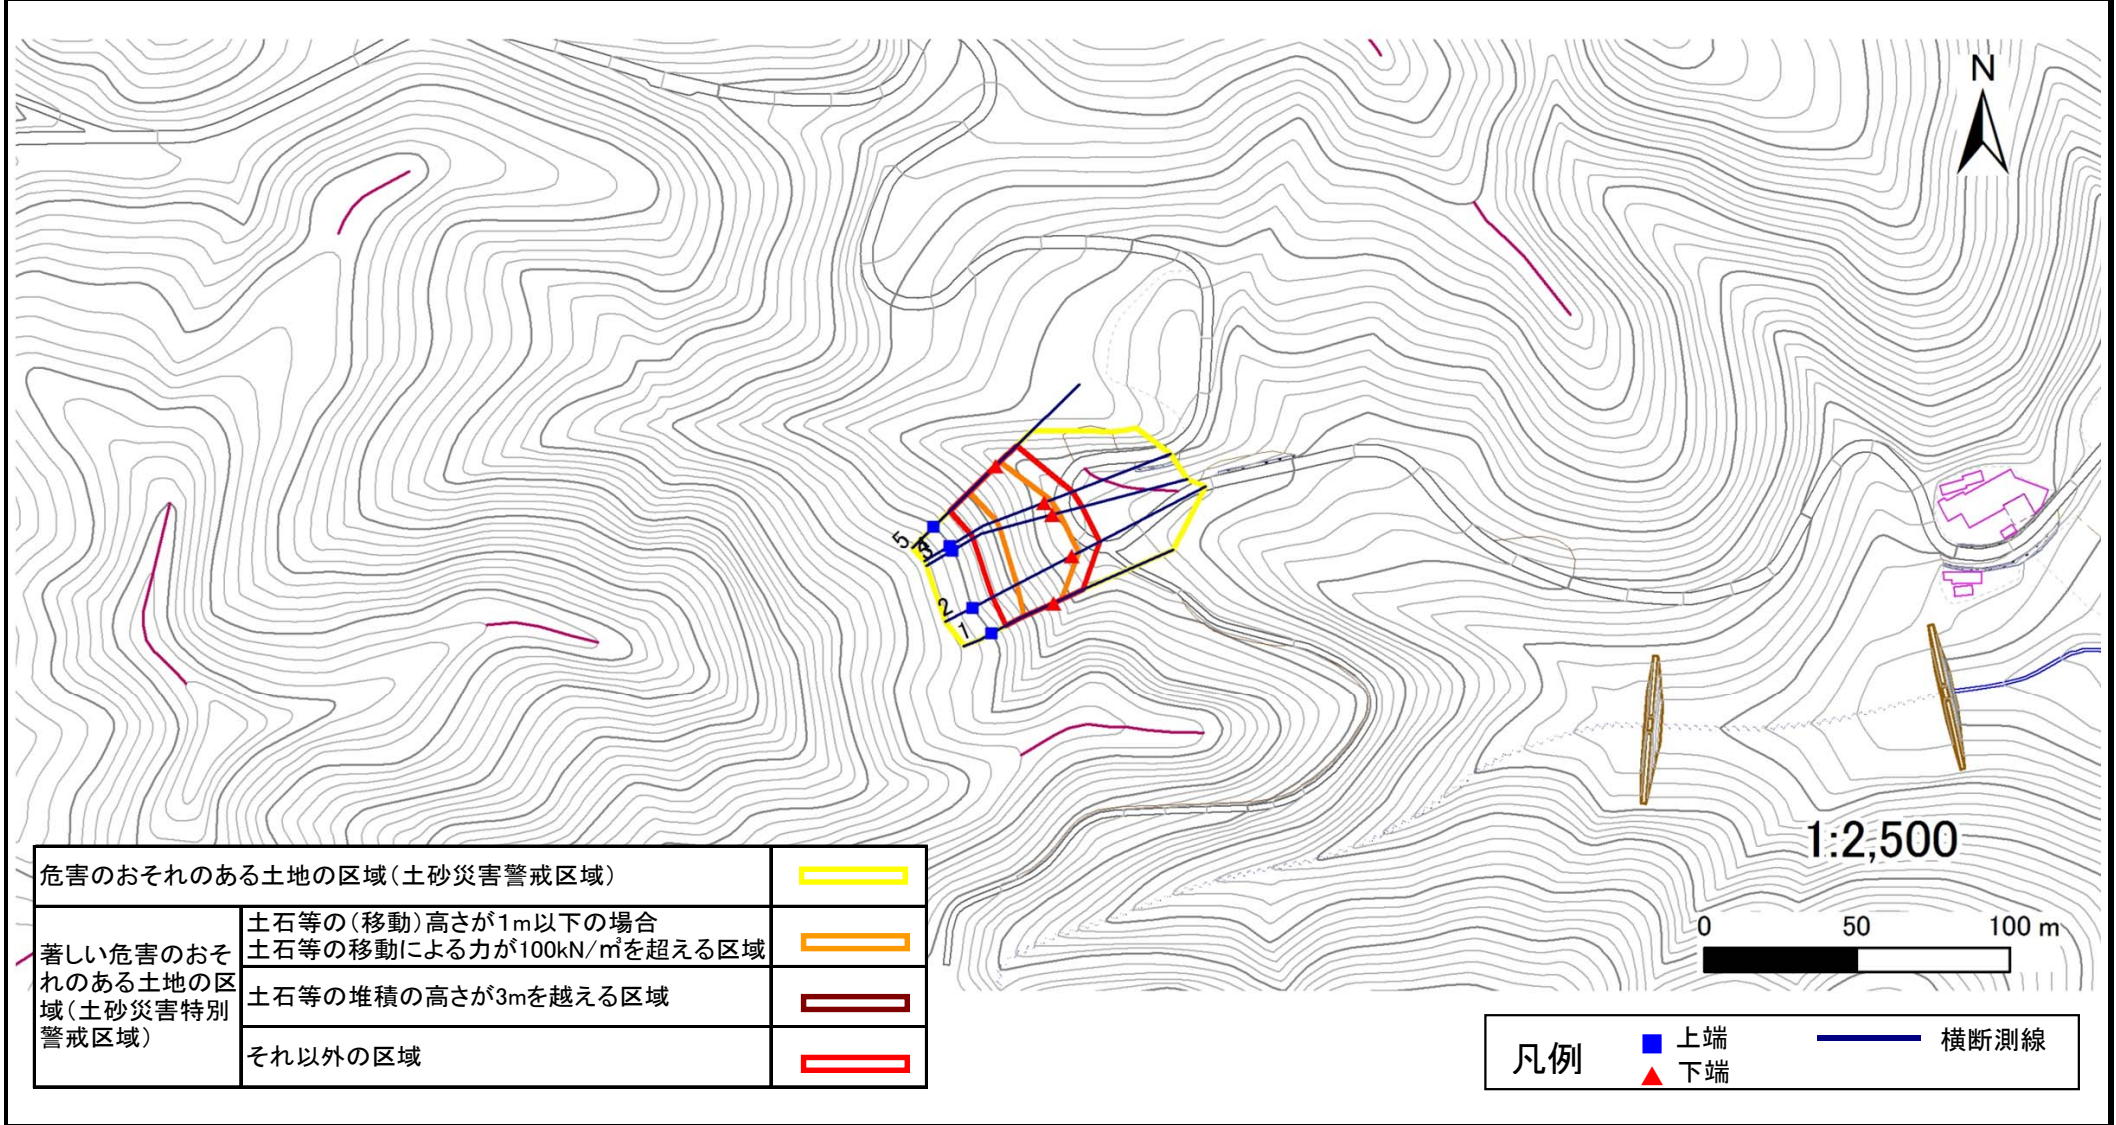 N
5
3
2
1
1:2,500
0 50 100 m
危害のおそれのある土地の区域(土砂災害警戒区域)
著しい危害のおそ
れのある土地の区
域(土砂災害特別
警戒区域)
土石等の(移動)高さが1m以下の場合
土石等の移動による力が100kN/㎡を超える区域
土石等の堆積の高さが3mを越える区域
それ以外の区域
凡例
上端
下端
横断測線